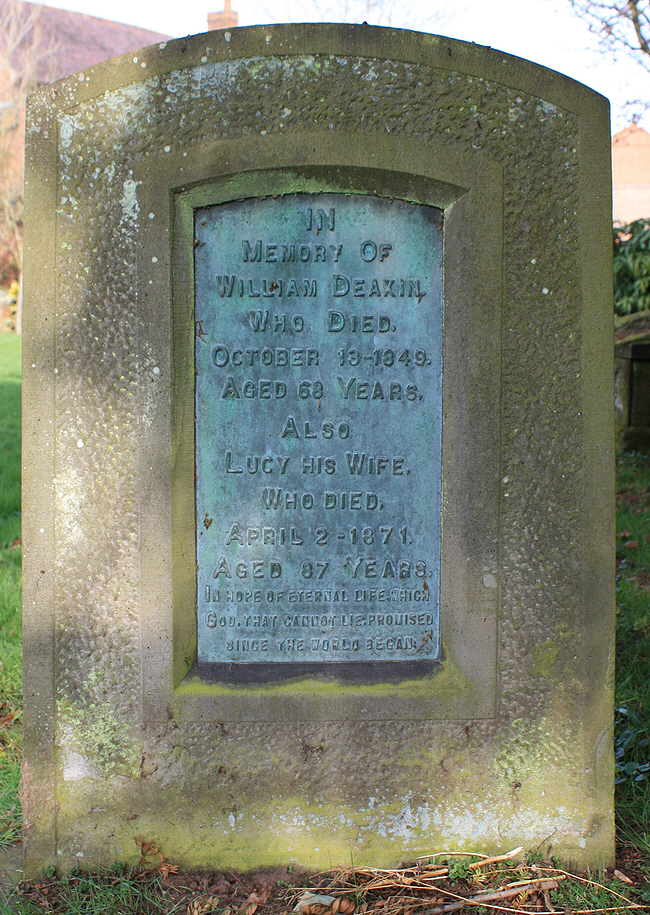 IN
MEMORY OF
WILLIAM DEAKIN.
WHO DIED,
OCTOBER 13-1849.
AGED 63 YEARS.
ALSO
LUCY HIS WIFE,
WHO DIED,
APRIL 2-1871.
AGED 87 YEARS.
IN HOPE OF ETERNAL LIFE, WHICH
GOD, THAT CANNOT LIE, PROMISED
SINCE THE WORLD BEGAN.